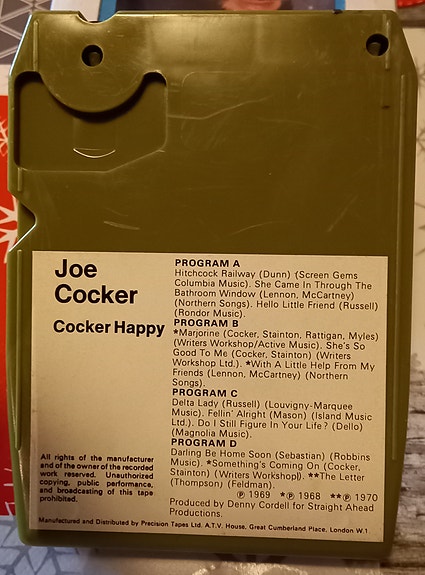 Joe
Cocker
Cocker Happy
All rights of the manufacturer
and of the owner of the recorded
work reserved. Unauthorized
copying, public performance,
and broadcasting of this tape
prohibited.
PROGRAM A
Hitchcock Railway (Dunn) (Screen Gems
Columbia Music). She Came In Through The
Bathroom Window (Lennon, McCartney)
(Northern Songs). Hello Little Friend (Russell)
(Rondor Music).
PROGRAM B
*Marjorine (Cocker, Stainton, Rattigan, Myles)
(Writers Workshop/Active Music). She's So
Good To Me (Cocker, Stainton) (Writers
Workshop Ltd.). *With A Little Help From My
Friends (Lennon, McCartney) (Northern
Songs).
PROGRAM C
Delta Lady (Russell) (Louvigny-Marquee
Music). Fellin' Alright (Mason) (Island Music
Ltd.). Do I Still Figure In Your Life? (Dello)
(Magnolia Music).
PROGRAM D
Darling Be Home Soon (Sebastian) (Robbins
Music). *Something's Coming On (Cocker,
Stainton) (Writers Workshop). **The Letter
(Thompson) (Feldman).
℗ 1969 *℗ 1968 **℗ 1970
Produced by Denny Cordell for Straight Ahead
Productions.
Manufactured and Distributed by Precision Tapes Ltd. A.T.V. House, Great Cumberland Place, London W.1